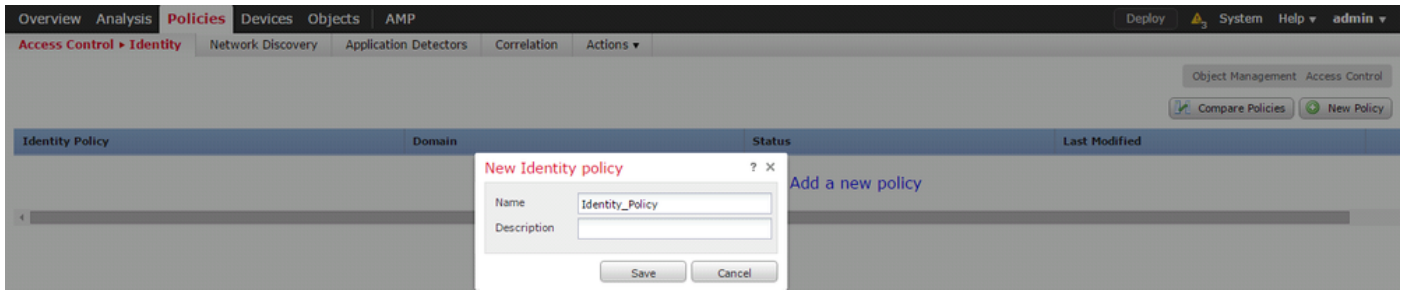 Overview Analysis Policies Devices Objects AMP Deploy 3 System Help ▾ admin ▾
Access Control ▸ Identity Network Discovery Application Detectors Correlation Actions ▾
Object Management Access Control
Compare Policies New Policy
Identity Policy Domain Status Last Modified
New Identity policy ? ×
Add a new policy
Name Identity_Policy
Description
Save Cancel